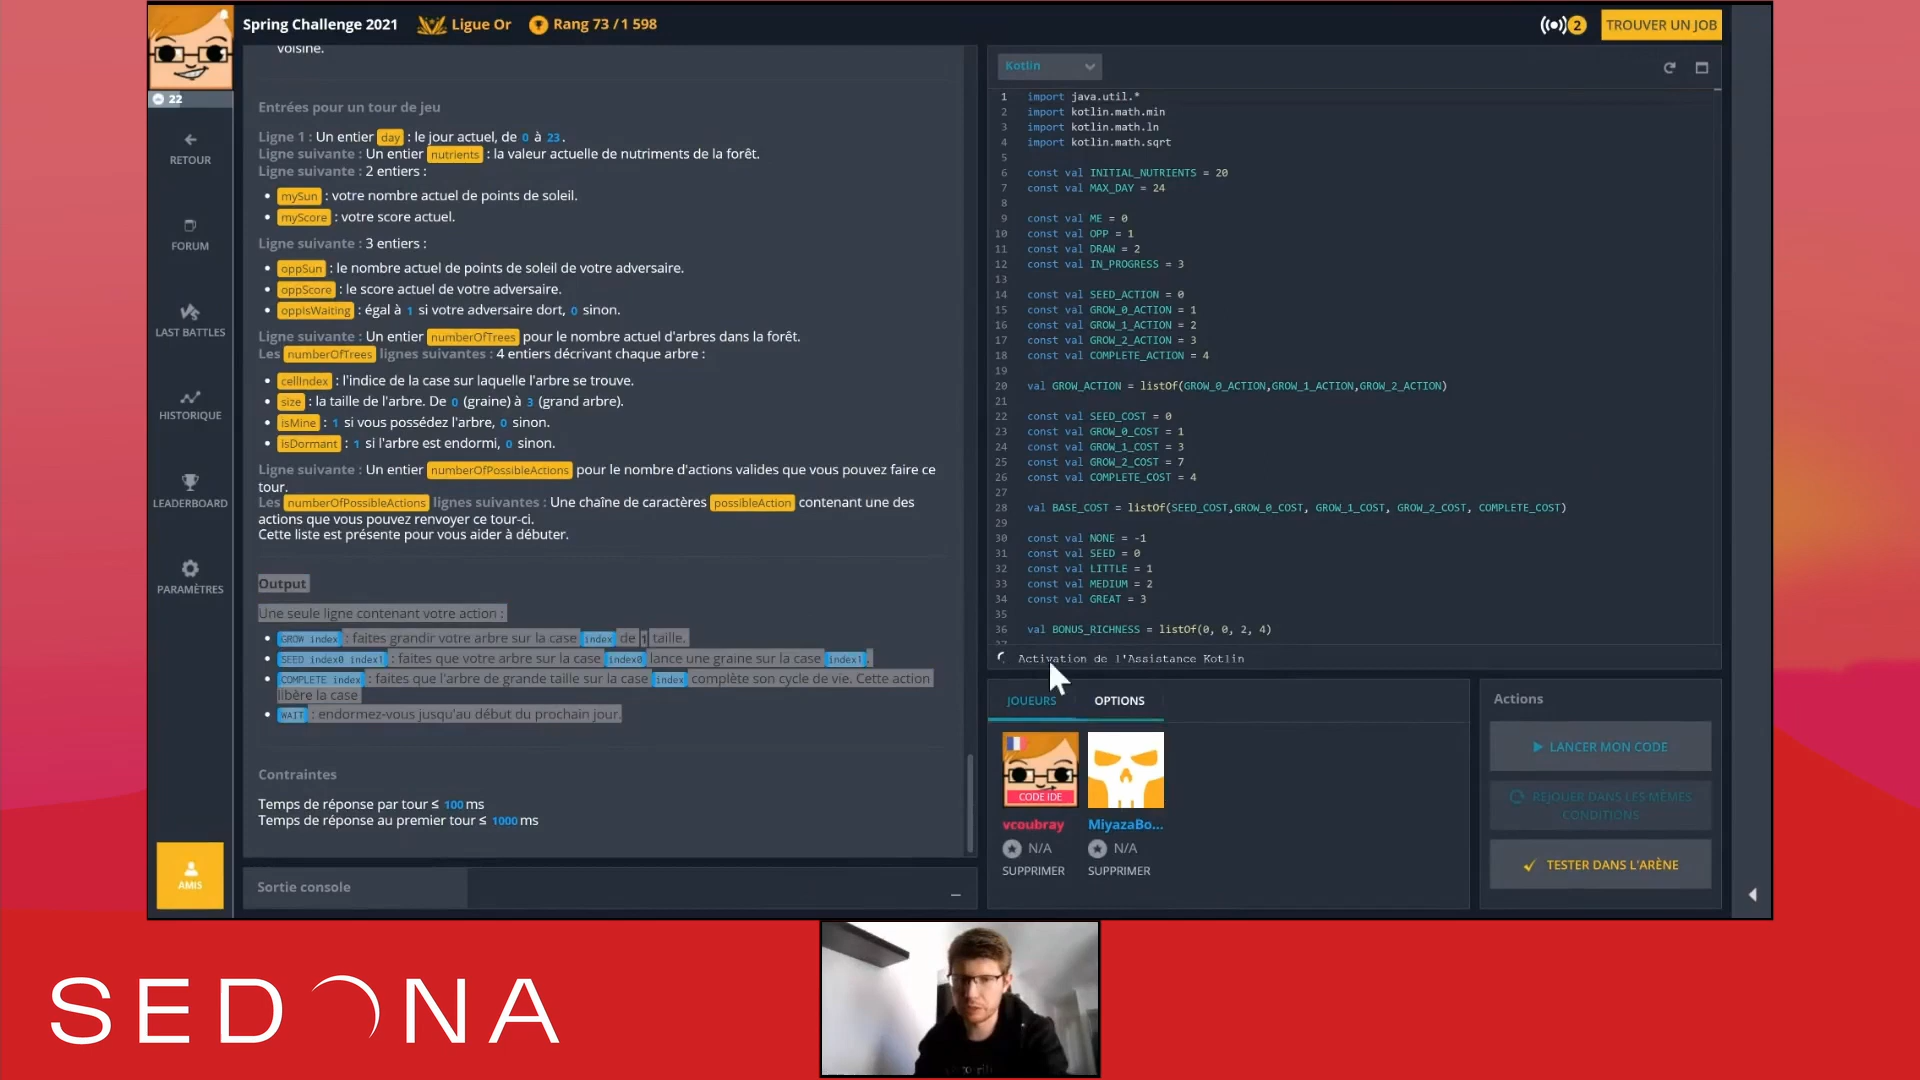 Spring Challenge 2021
Ligue Or
Rang 73 / 1 598
2
TROUVER UN JOB
22
RETOUR
FORUM
LAST BATTLES
HISTORIQUE
LEADERBOARD
PARAMÈTRES
AMIS
voisine.
Entrées pour un tour de jeu
Ligne 1 : Un entier day : le jour actuel, de 0 à 23.
Ligne suivante : Un entier nutrients : la valeur actuelle de nutriments de la forêt.
Ligne suivante : 2 entiers :
mySun : votre nombre actuel de points de soleil.
myScore : votre score actuel.
Ligne suivante : 3 entiers :
oppSun : le nombre actuel de points de soleil de votre adversaire.
oppScore : le score actuel de votre adversaire.
oppIsWaiting : égal à 1 si votre adversaire dort, 0 sinon.
Ligne suivante : Un entier numberOfTrees pour le nombre actuel d'arbres dans la forêt.
Les numberOfTrees lignes suivantes : 4 entiers décrivant chaque arbre :
cellIndex : l'indice de la case sur laquelle l'arbre se trouve.
size : la taille de l'arbre. De 0 (graine) à 3 (grand arbre).
isMine : 1 si vous possédez l'arbre, 0 sinon.
isDormant : 1 si l'arbre est endormi, 0 sinon.
Ligne suivante : Un entier numberOfPossibleActions pour le nombre d'actions valides que vous pouvez faire ce
tour.
Les numberOfPossibleActions lignes suivantes : Une chaîne de caractères possibleAction contenant une des
actions que vous pouvez renvoyer ce tour-ci.
Cette liste est présente pour vous aider à débuter.
Output
Une seule ligne contenant votre action :
GROW index : faites grandir votre arbre sur la case index de 1 taille.
SEED index0 index1 : faites que votre arbre sur la case index0 lance une graine sur la case index1.
COMPLETE index : faites que l'arbre de grande taille sur la case index complète son cycle de vie. Cette action
libère la case
WAIT : endormez-vous jusqu'au début du prochain jour.
Contraintes
Temps de réponse par tour ≤ 100 ms
Temps de réponse au premier tour ≤ 1000 ms
Sortie console
Kotlin
1 import java.util.*
2 import kotlin.math.min
3 import kotlin.math.ln
4 import kotlin.math.sqrt
5
6 const val INITIAL_NUTRIENTS = 20
7 const val MAX_DAY = 24
8
9 const val ME = 0
10 const val OPP = 1
11 const val DRAW = 2
12 const val IN_PROGRESS = 3
13
14 const val SEED_ACTION = 0
15 const val GROW_0_ACTION = 1
16 const val GROW_1_ACTION = 2
17 const val GROW_2_ACTION = 3
18 const val COMPLETE_ACTION = 4
19
20 val GROW_ACTION = listOf(GROW_0_ACTION,GROW_1_ACTION,GROW_2_ACTION)
21
22 const val SEED_COST = 0
23 const val GROW_0_COST = 1
24 const val GROW_1_COST = 3
25 const val GROW_2_COST = 7
26 const val COMPLETE_COST = 4
27
28 val BASE_COST = listOf(SEED_COST,GROW_0_COST, GROW_1_COST, GROW_2_COST, COMPLETE_COST)
29
30 const val NONE = -1
31 const val SEED = 0
32 const val LITTLE = 1
33 const val MEDIUM = 2
34 const val GREAT = 3
35
36 val BONUS_RICHNESS = listOf(0, 0, 2, 4)
37
Activation de l'Assistance Kotlin
JOUEURS
OPTIONS
CODE IDE
vcoubray
MiyazaBo...
N/A
N/A
SUPPRIMER
SUPPRIMER
Actions
LANCER MON CODE
REJOUER DANS LES MÊMES
CONDITIONS
TESTER DANS L'ARÈNE
SEDONA